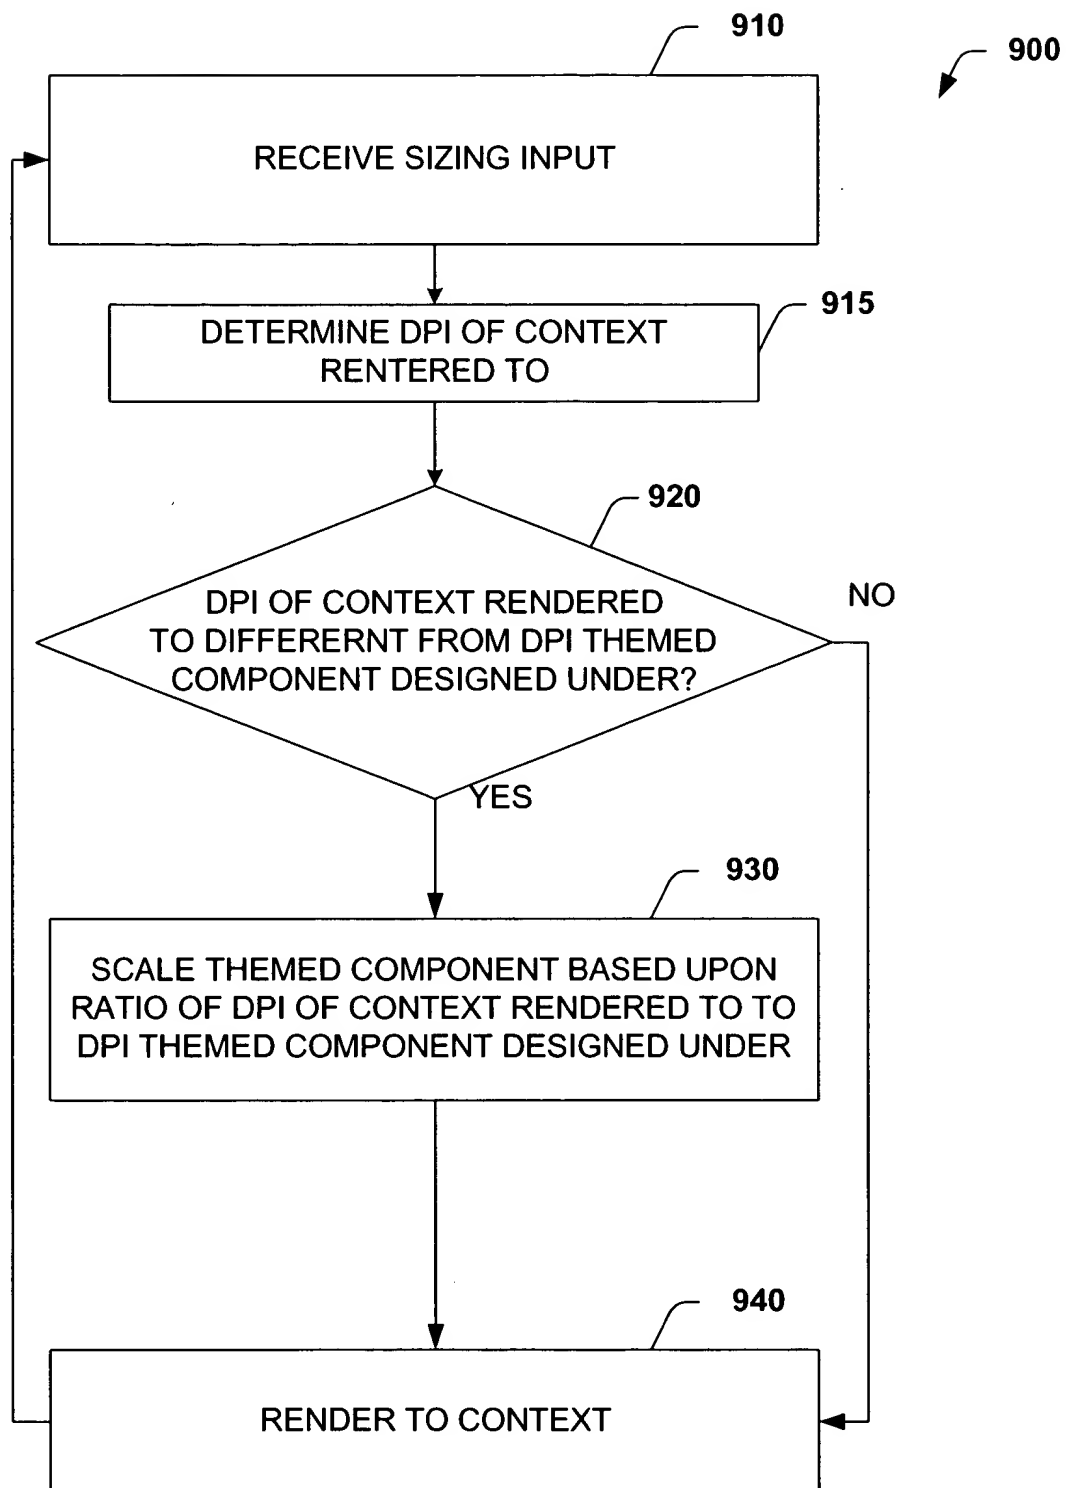 910
900
RECEIVE SIZING INPUT
915
DETERMINE DPI OF CONTEXT
RENTERED TO
920
NO
DPI OF CONTEXT RENDERED
TO DIFFERERNT FROM DPI THEMED
COMPONENT DESIGNED UNDER?
YES
930
SCALE THEMED COMPONENT BASED UPON
RATIO OF DPI OF CONTEXT RENDERED TO TO
DPI THEMED COMPONENT DESIGNED UNDER
940
RENDER TO CONTEXT